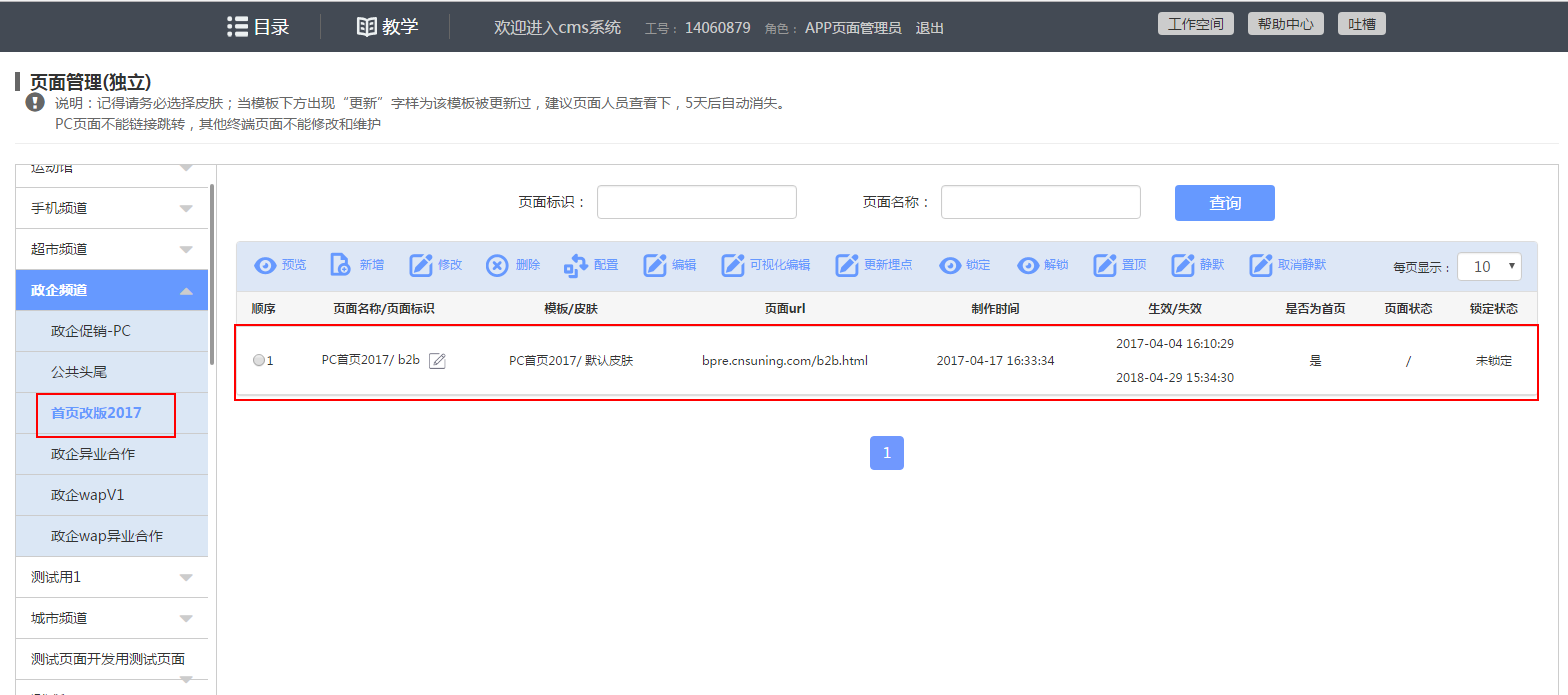 目录 教学 欢迎进入cms系统 工号： 14060879 角色： APP页面管理员 退出 工作空间 帮助中心 吐槽
页面管理(独立)
说明：记得请务必选择皮肤；当模板下方出现“更新”字样为该模板被更新过，建议页面人员查看下，5天后自动消失。
PC页面不能链接跳转，其他终端页面不能修改和维护
运动馆
手机频道
超市频道
政企频道
政企促销-PC
公共头尾
首页改版2017
政企异业合作
政企wapV1
政企wap异业合作
测试用1
城市频道
测试页面开发用测试页面
页面标识： 页面名称： 查询
预览 新增 修改 删除 配置 编辑 可视化编辑 更新埋点 锁定 解锁 置顶 静默 取消静默 每页显示： 10
顺序 页面名称/页面标识 模板/皮肤 页面url 制作时间 生效/失效 是否为首页 页面状态 锁定状态
1 PC首页2017/ b2b PC首页2017/ 默认皮肤 bpre.cnsuning.com/b2b.html 2017-04-17 16:33:34 2017-04-04 16:10:29 是 / 未锁定
2018-04-29 15:34:30
1